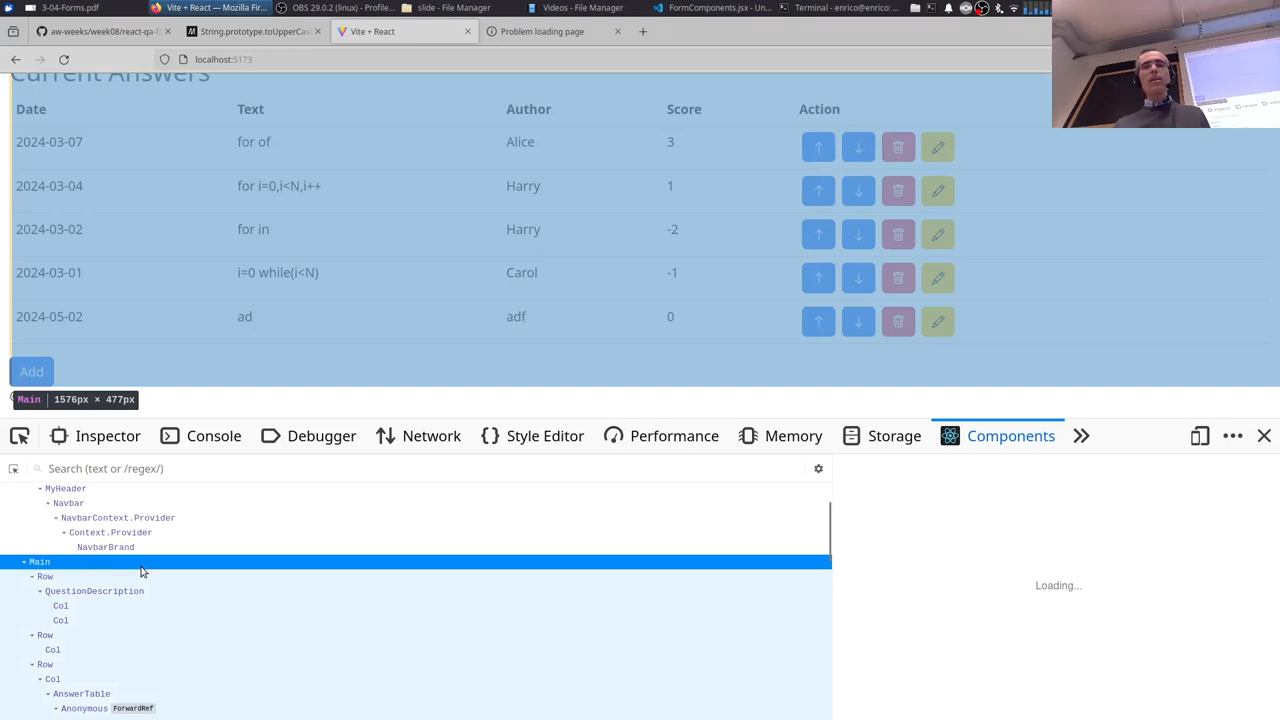 3-04-Forms.pdf
Vite + React — Mozilla Fir...
OBS 29.0.2 (linux) - Profile...
slide - File Manager
Videos - File Manager
FormComponents.jsx - Un...
Terminal - enrico@enrico: ...
aw-weeks/week08/react-qa-f
String.prototype.toUpperCas
Vite + React
Problem loading page
localhost:5173
Current Answers
Date Text Author Score Action
2024-03-07 for of Alice 3
2024-03-04 for i=0,i<N,i++ Harry 1
2024-03-02 for in Harry -2
2024-03-01 i=0 while(i<N) Carol -1
2024-05-02 ad adf 0
Add
Main 1576px × 477px
Inspector Console Debugger Network Style Editor Performance Memory Storage Components
Search (text or /regex/)
MyHeader
Navbar
NavbarContext.Provider
Context.Provider
NavbarBrand
Main
Row
QuestionDescription
Col
Col
Row
Col
Row
Col
AnswerTable
Anonymous ForwardRef
Loading...